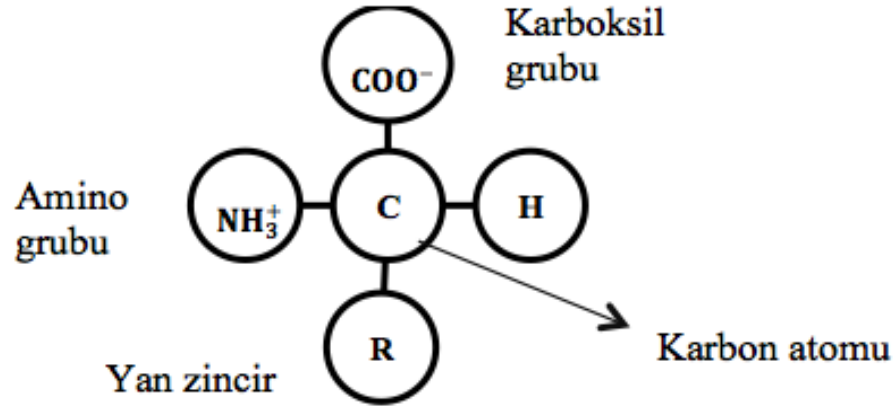 Karboksil
grubu
COO⁻
Amino
grubu
NH₃⁺
C
H
R
Yan zincir
Karbon atomu